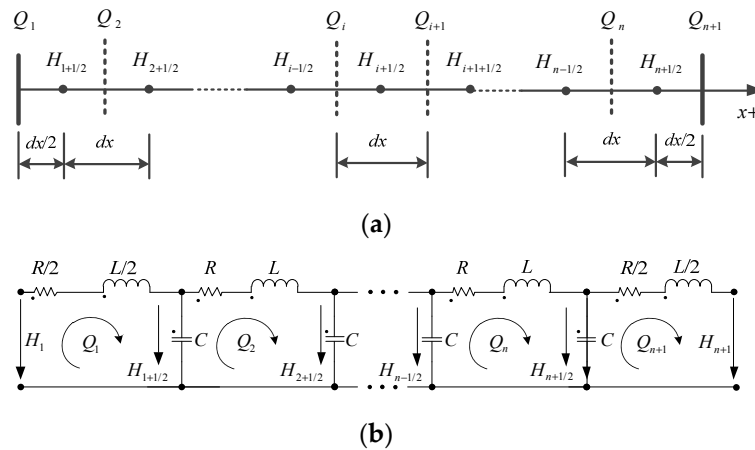 Q1 Q2 Qi Qi+1 Qn Qn+1
H1+1/2 H2+1/2 Hi-1/2 Hi+1/2 Hi+1+1/2 Hn-1/2 Hn+1/2
x+
dx/2 dx dx dx dx/2
(a)
R/2 L/2 R L R L R/2 L/2
H1 Q1 C Q2 C C Qn C Qn+1 Hn+1
H1+1/2 H2+1/2 Hn-1/2 Hn+1/2
(b)